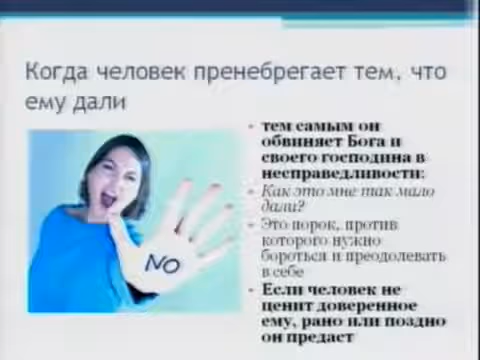 Когда человек пренебрегает тем, что
ему дали
тем самым он
обвиняет Бога и
своего господина в
несправедливости:
Как это мне так мало
дали?
Это порок, против
которого нужно
бороться и преодолевать
в себе
Если человек не
ценит доверенное
ему, рано или поздно
он предаст
NO